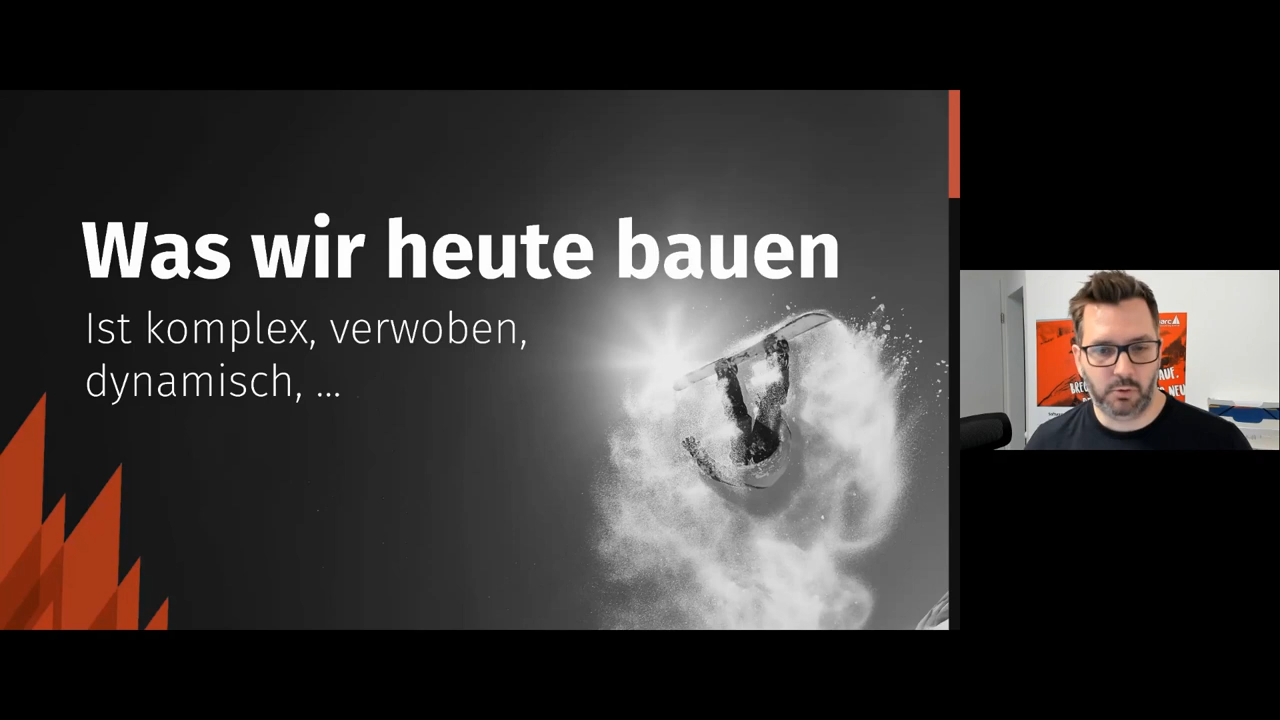 Was wir heute bauen
Ist komplex, verwoben,
dynamisch, ...